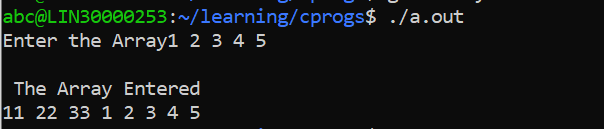 abc@LIN30000253:~/learning/cprogs$ ./a.out
Enter the Array1 2 3 4 5
The Array Entered
11 22 33 1 2 3 4 5